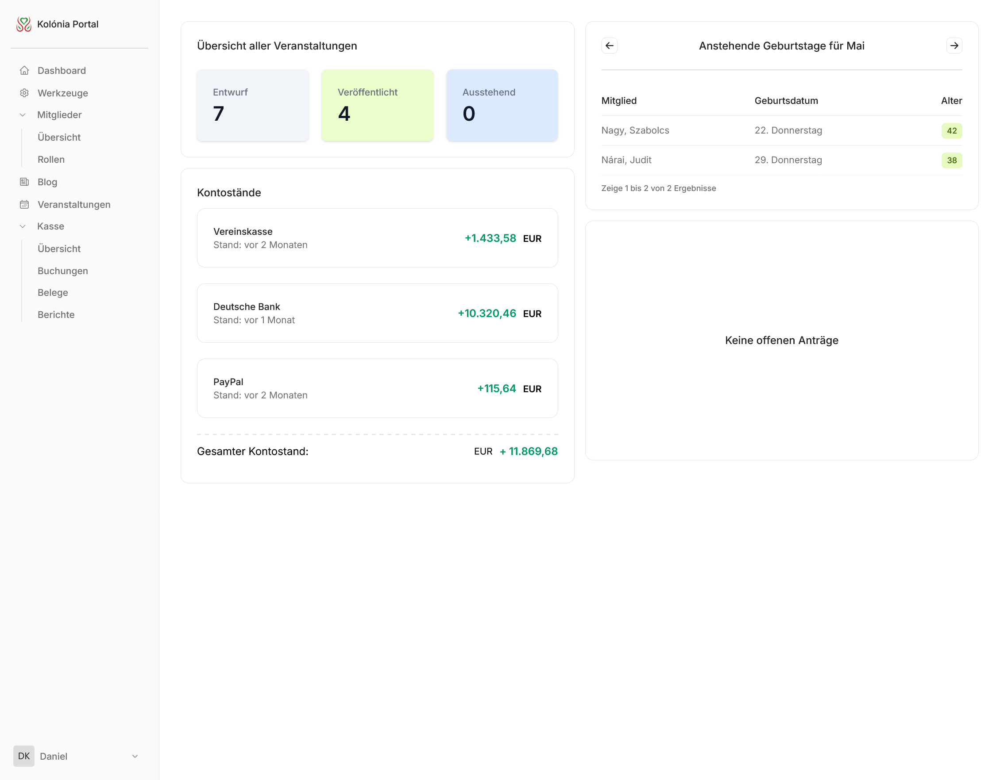 Kolónia Portal
Dashboard
Werkzeuge
Mitglieder
Übersicht
Rollen
Blog
Veranstaltungen
Kasse
Übersicht
Buchungen
Belege
Berichte
DK Daniel
Übersicht aller Veranstaltungen
Entwurf
7
Veröffentlicht
4
Ausstehend
0
Kontostände
Vereinskasse
Stand: vor 2 Monaten
+1.433,58 EUR
Deutsche Bank
Stand: vor 1 Monat
+10.320,46 EUR
PayPal
Stand: vor 2 Monaten
+115,64 EUR
Gesamter Kontostand: EUR + 11.869,68
Anstehende Geburtstage für Mai
Mitglied Geburtsdatum Alter
Nagy, Szabolcs 22. Donnerstag 42
Nárai, Judit 29. Donnerstag 38
Zeige 1 bis 2 von 2 Ergebnisse
Keine offenen Anträge